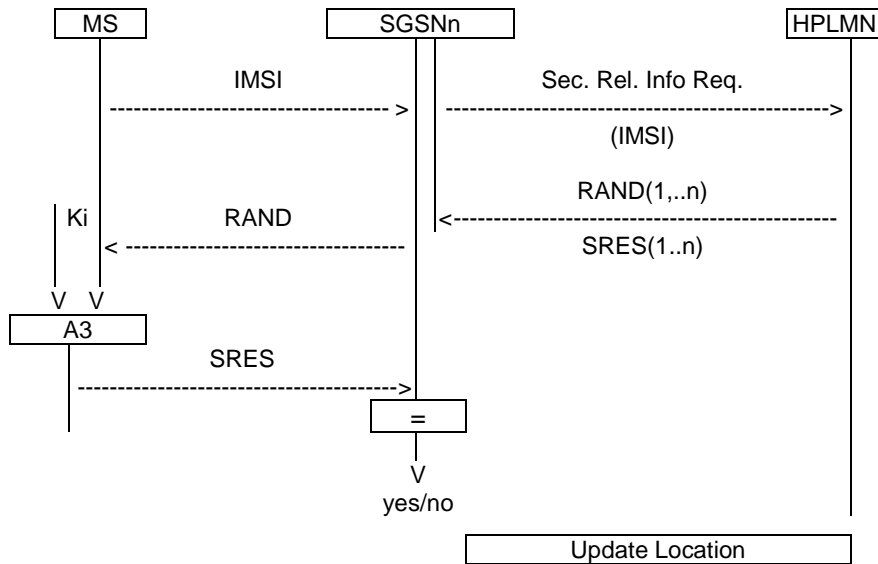 MS SGSNn HPLMN
IMSI Sec. Rel. Info Req.
------------------------------------ > ---------------------------------------------------- >
(IMSI)
RAND(1,..n)
Ki RAND <----------------------------------------------------
< ------------------------------------ SRES(1..n)
V V
A3
SRES
------------------------------------------>
=
V
yes/no
Update Location